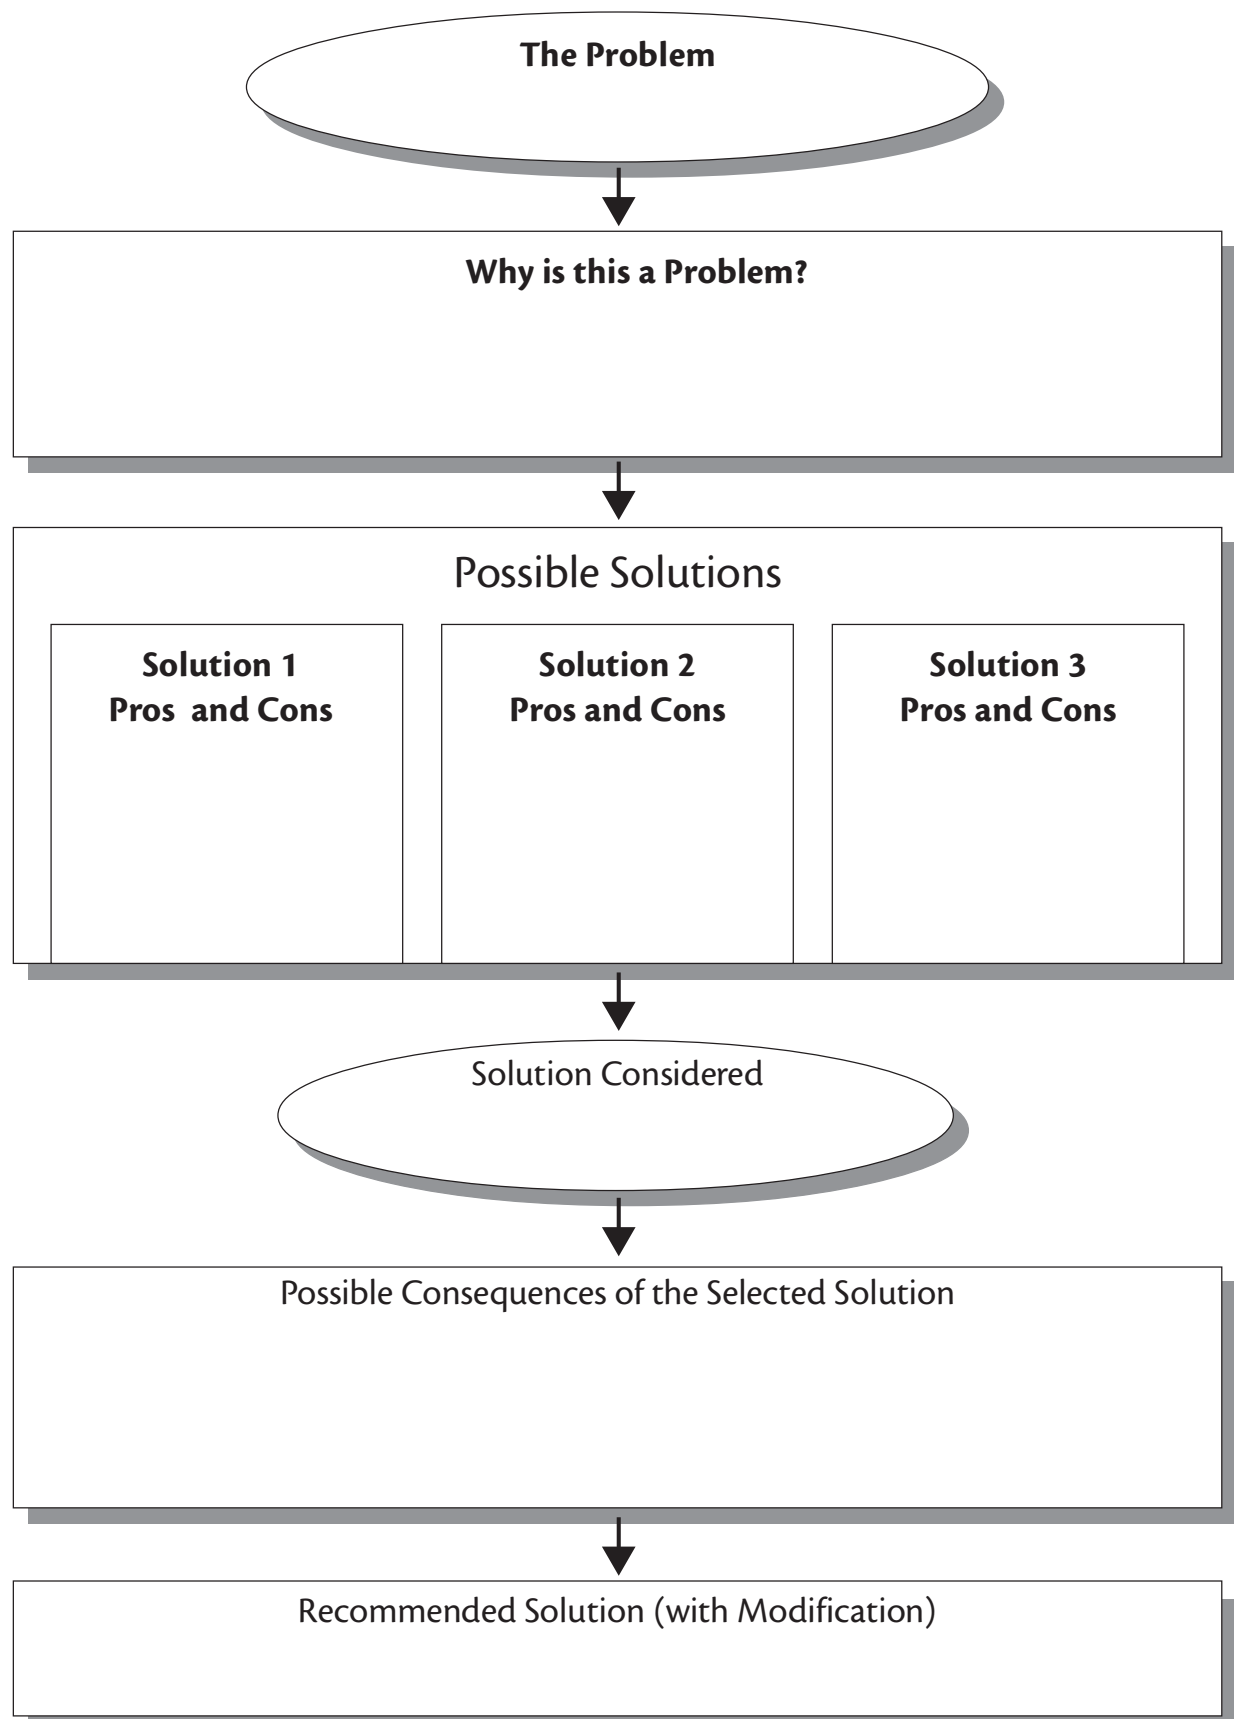 The Problem
Why is this a Problem?
Possible Solutions
Solution 1
Pros and Cons
Solution 2
Pros and Cons
Solution 3
Pros and Cons
Solution Considered
Possible Consequences of the Selected Solution
Recommended Solution (with Modification)